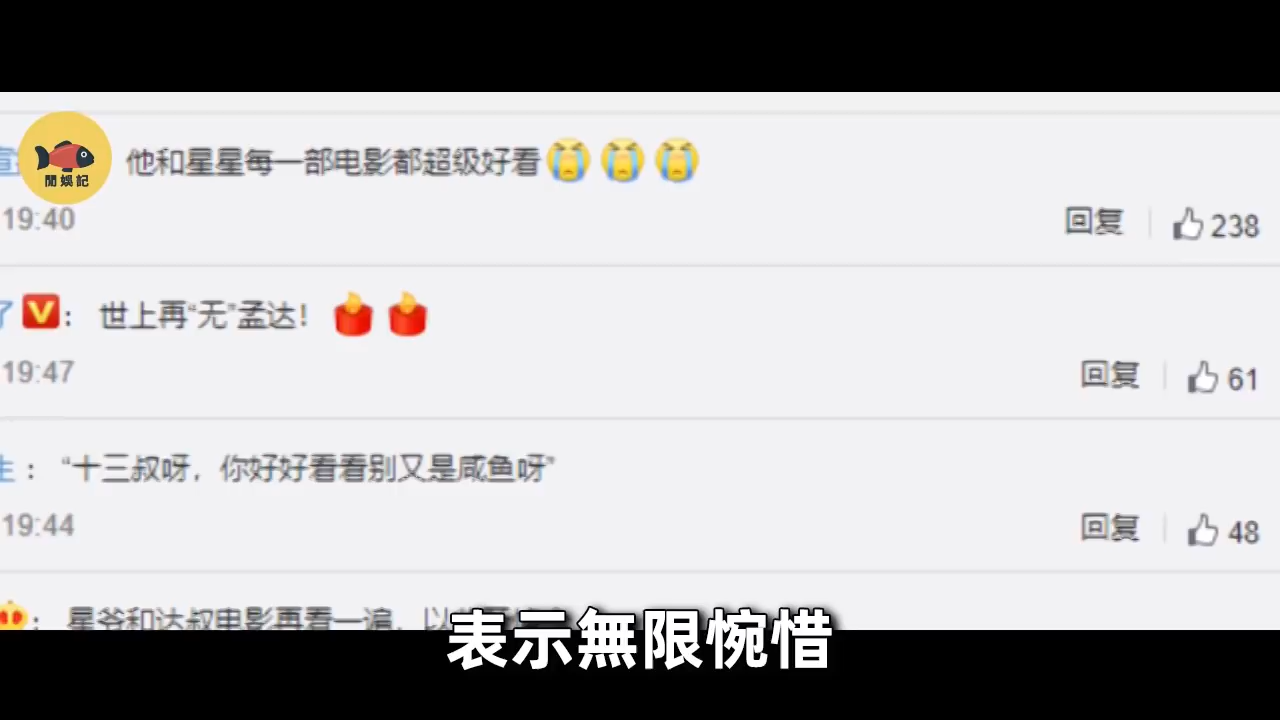 閒娛記
他和星星每一部电影都超级好看
19:40
回复 238
世上再“无”孟达！
19:47
回复 61
：“十三叔呀，你好好看看别又是咸鱼呀”
19:44
回复 48
：星爷和达叔电影再看一遍，以
表示無限惋惜